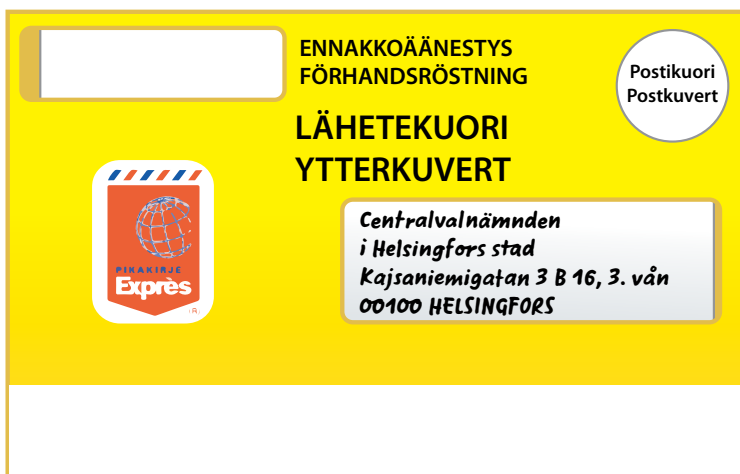 ENNAKKOÄÄNESTYS
FÖRHANDSRÖSTNING
Postikuori
Postkuvert
LÄHETEKUORI
YTTERKUVERT
PIKAKIRJE
Exprès
(R)
Centralvalnämnden
i Helsingfors stad
Kajsaniemigatan 3 B 16, 3. vån
00100 HELSINGFORS